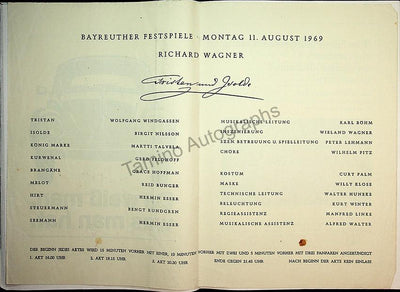 BAYREUTHER FESTSPIELE · MONTAG 11. AUGUST 1969
RICHARD WAGNER
Tristan und Isolde
TRISTAN WOLFGANG WINDGASSEN
ISOLDE BIRGIT NILSSON
KÖNIG MARKE MARTTI TALVELA
KURWENAL GERD FELDHOFF
BRANGÄNE GRACE HOFFMAN
MELOT REID BUNGER
HIRT HERMIN ESSER
STEUERMANN BENGT RUNDGREN
SEEMANN HERMIN ESSER
MUSIKALISCHE LEITUNG KARL BÖHM
INSZENIERUNG WIELAND WAGNER
SZEN. BETREUUNG U. SPIELLEITUNG PETER LEHMANN
CHÖRE WILHELM PITZ
KOSTÜM CURT PALM
MASKE WILLY KLOSE
TECHNISCHE LEITUNG WALTER HUNEKE
BELEUCHTUNG KURT WINTER
REGIEASSISTENZ MANFRED LINKE
MUSIKALISCHE ASSISTENZ ALFRED WALTER
DER BEGINN JEDES AKTES WIRD 15 MINUTEN VORHER MIT EINER, 10 MINUTEN VORHER MIT ZWEI UND 5 MINUTEN VORHER MIT DREI FANFAREN ANGEKÜNDIGT
1. AKT 16.00 UHR 2. AKT 18.15 UHR 3. AKT 20.30 UHR ENDE GEGEN 21.45 UHR NACH BEGINN DER AKTE KEIN EINLASS
Tamino Autographs